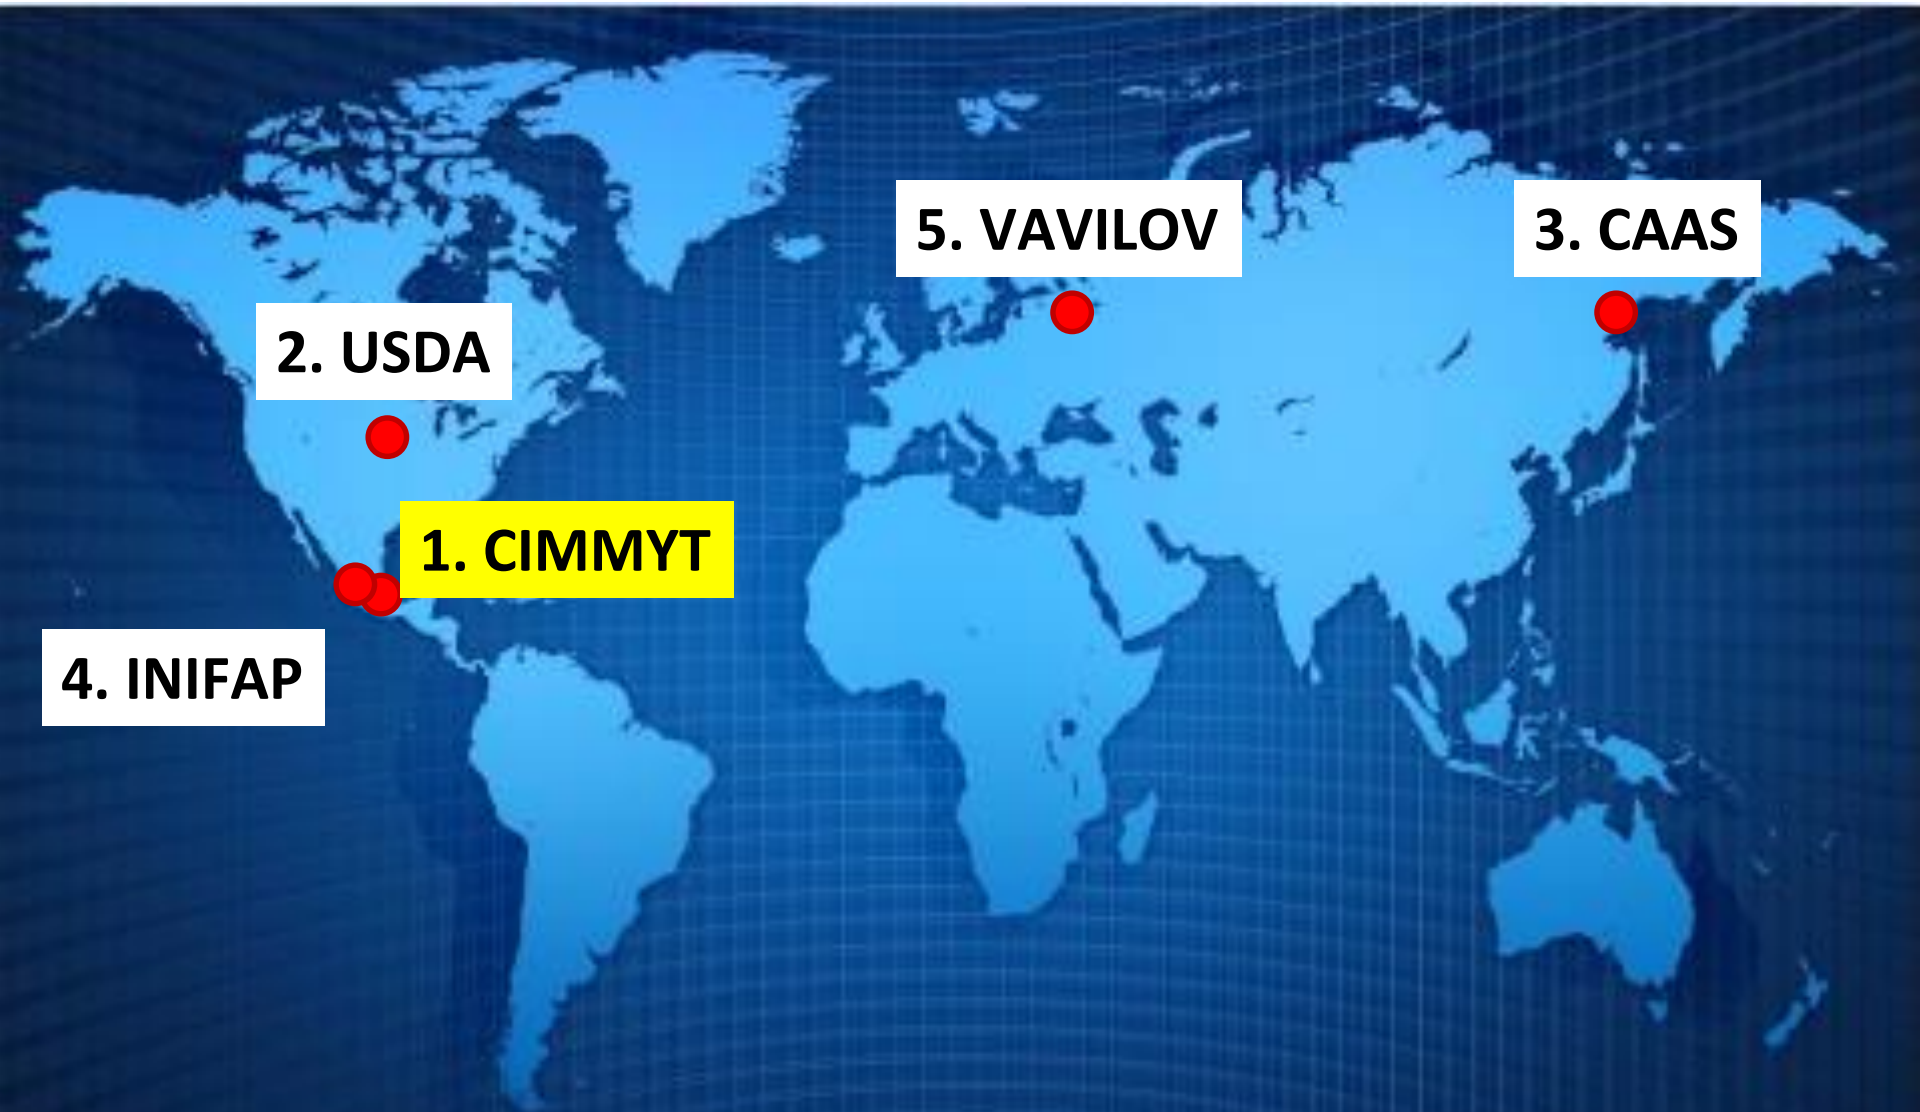 5. VAVILOV
3. CAAS
2. USDA
1. CIMMYT
4. INIFAP